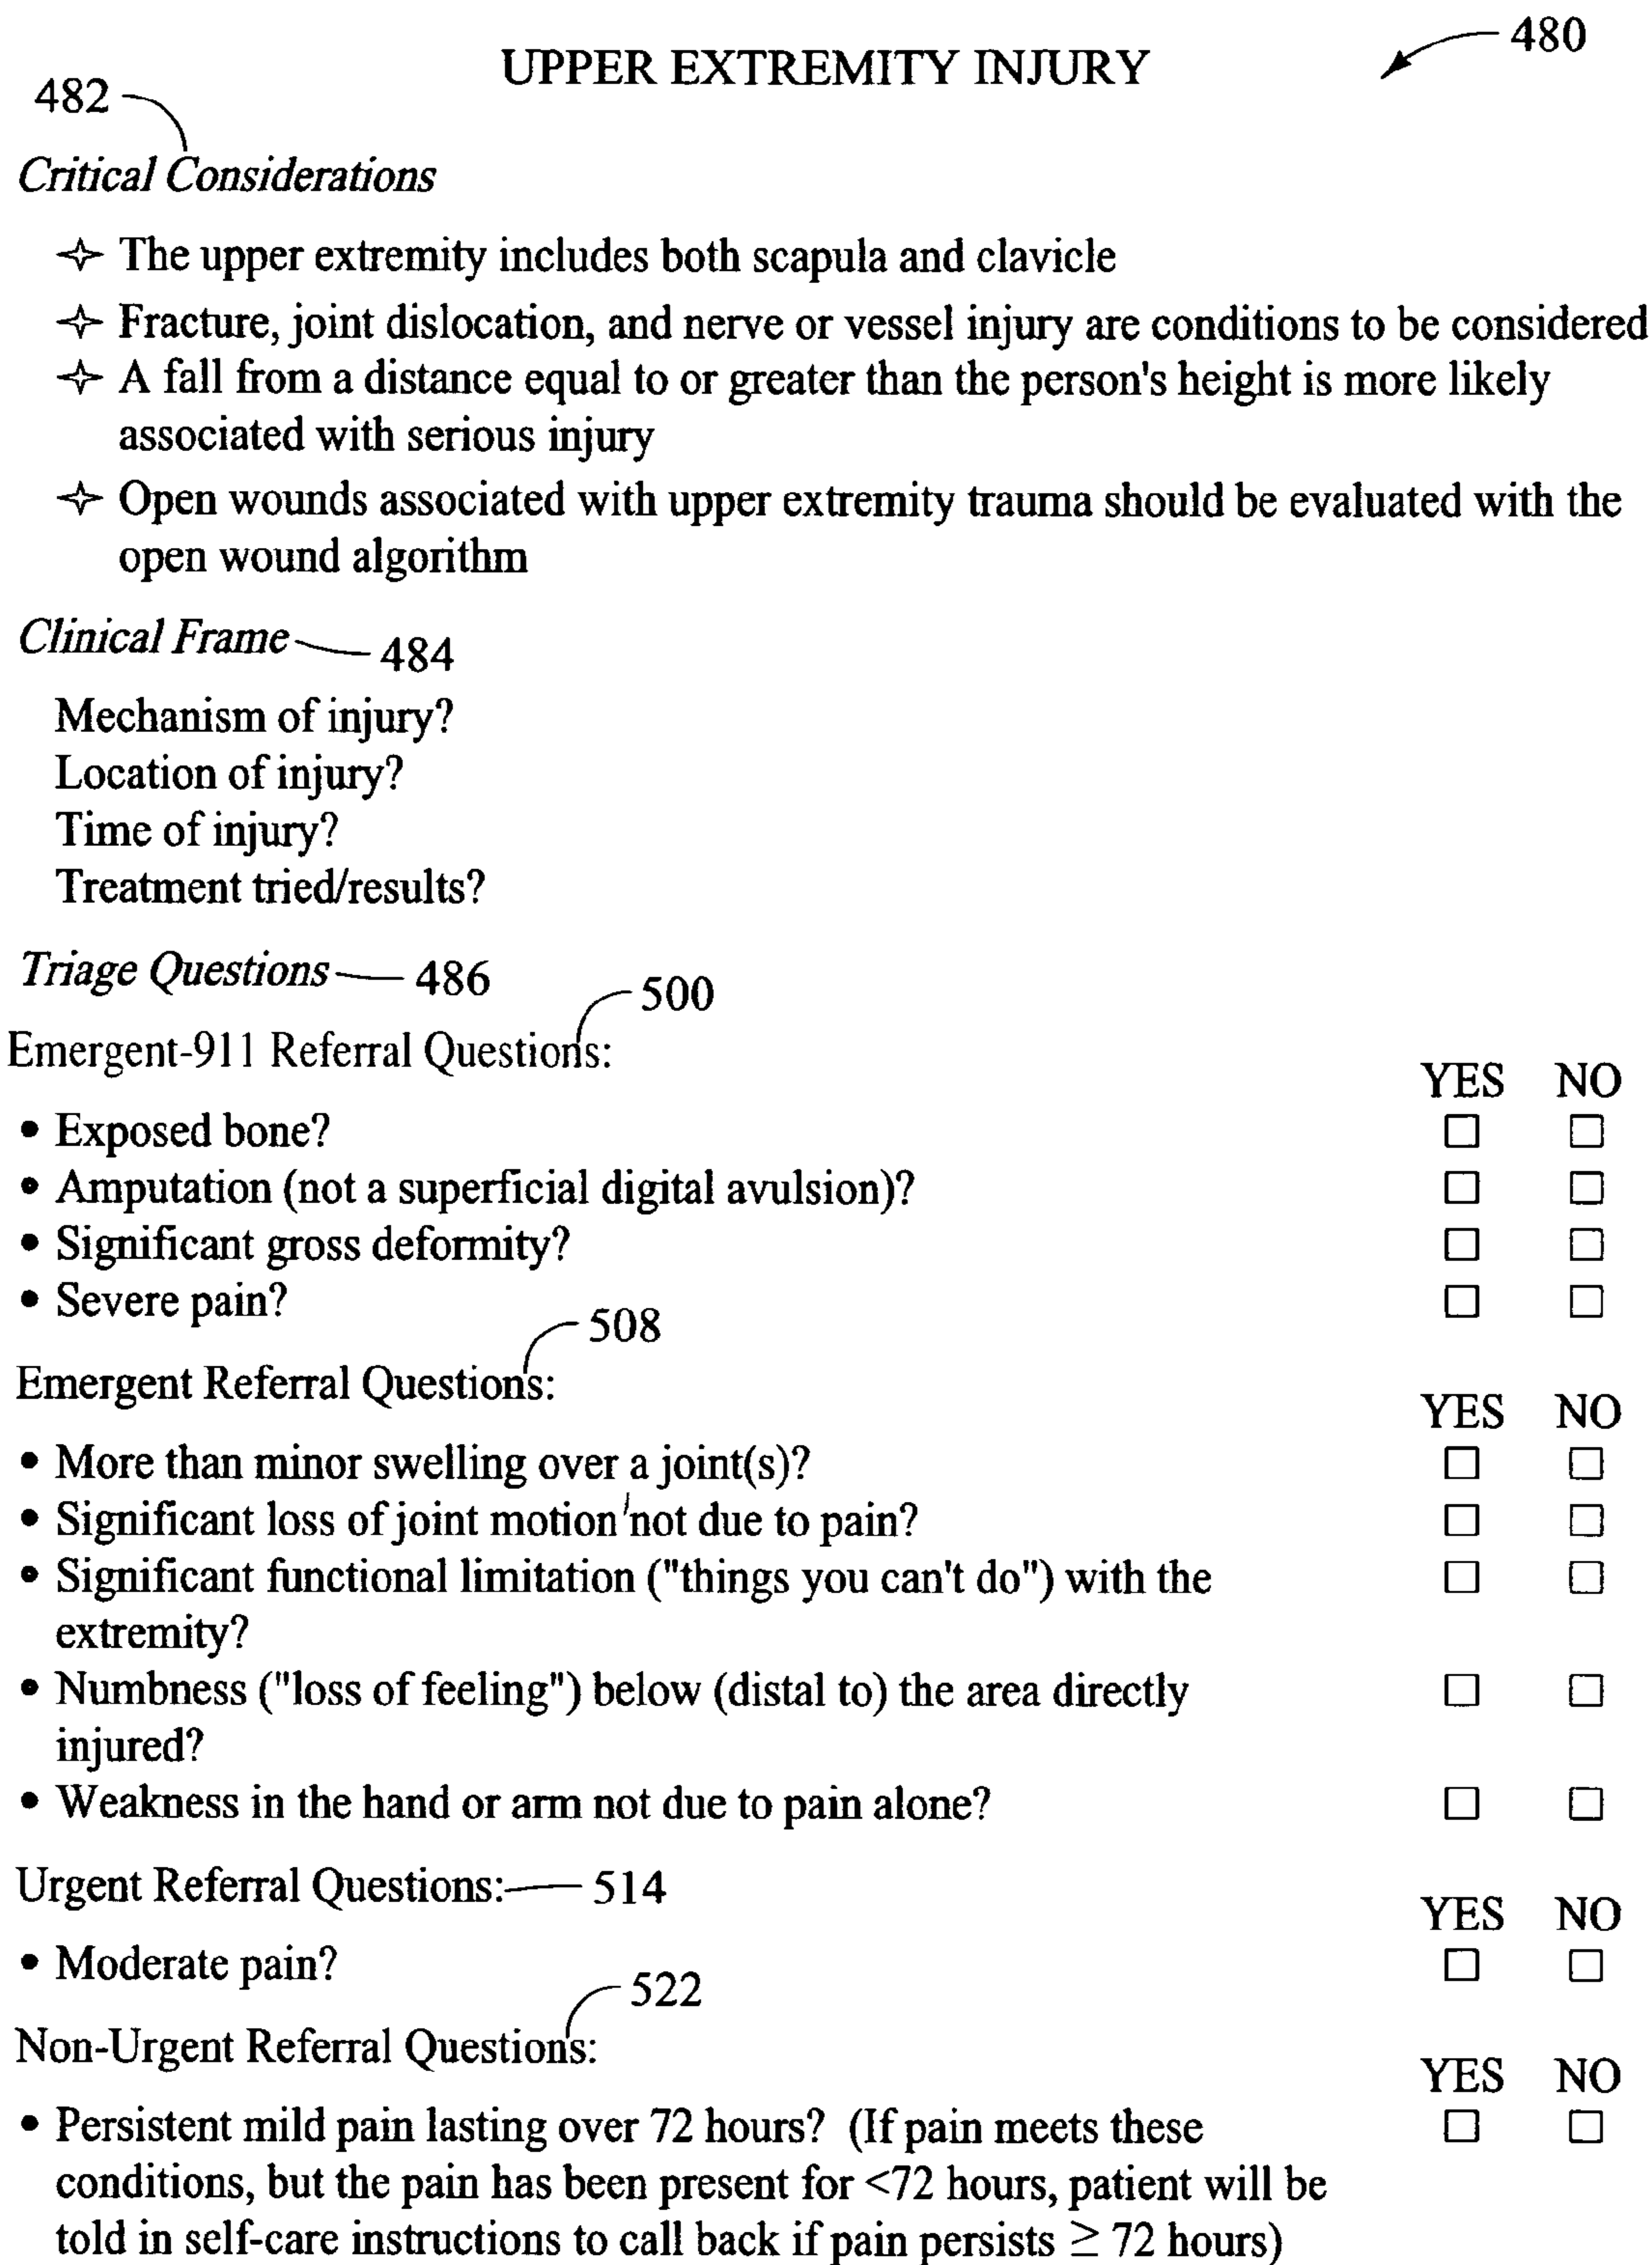 UPPER EXTREMITY INJURY
480
482
Critical Considerations
The upper extremity includes both scapula and clavicle
Fracture, joint dislocation, and nerve or vessel injury are conditions to be considered
A fall from a distance equal to or greater than the person's height is more likely
associated with serious injury
Open wounds associated with upper extremity trauma should be evaluated with the
open wound algorithm
Clinical Frame 484
Mechanism of injury?
Location of injury?
Time of injury?
Treatment tried/results?
Triage Questions 486
500
Emergent-911 Referral Questions:
YES NO
• Exposed bone?
• Amputation (not a superficial digital avulsion)?
• Significant gross deformity?
• Severe pain?
508
Emergent Referral Questions:
YES NO
• More than minor swelling over a joint(s)?
• Significant loss of joint motion not due to pain?
• Significant functional limitation ("things you can't do") with the
extremity?
• Numbness ("loss of feeling") below (distal to) the area directly
injured?
• Weakness in the hand or arm not due to pain alone?
Urgent Referral Questions: 514
YES NO
• Moderate pain?
522
Non-Urgent Referral Questions:
YES NO
• Persistent mild pain lasting over 72 hours? (If pain meets these
conditions, but the pain has been present for <72 hours, patient will be
told in self-care instructions to call back if pain persists ≥ 72 hours)